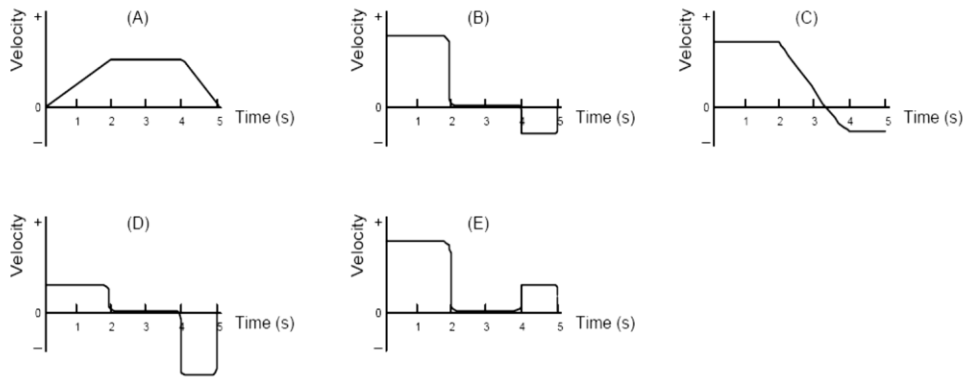 (A)
Velocity
+
0
–
1 2 3 4 5
Time (s)
(B)
Velocity
+
0
–
1 2 3 4 5
Time (s)
(C)
Velocity
+
0
–
1 2 3 4 5
Time (s)
(D)
Velocity
+
0
–
1 2 3 4 5
Time (s)
(E)
Velocity
+
0
–
1 2 3 4 5
Time (s)